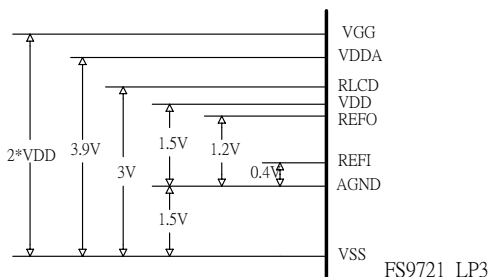 VGG
VDDA
RLCD
VDD
REFO
1.5V
1.2V
3.9V
2*VDD
3V
REFI
0.4V
AGND
1.5V
VSS
FS9721_LP3